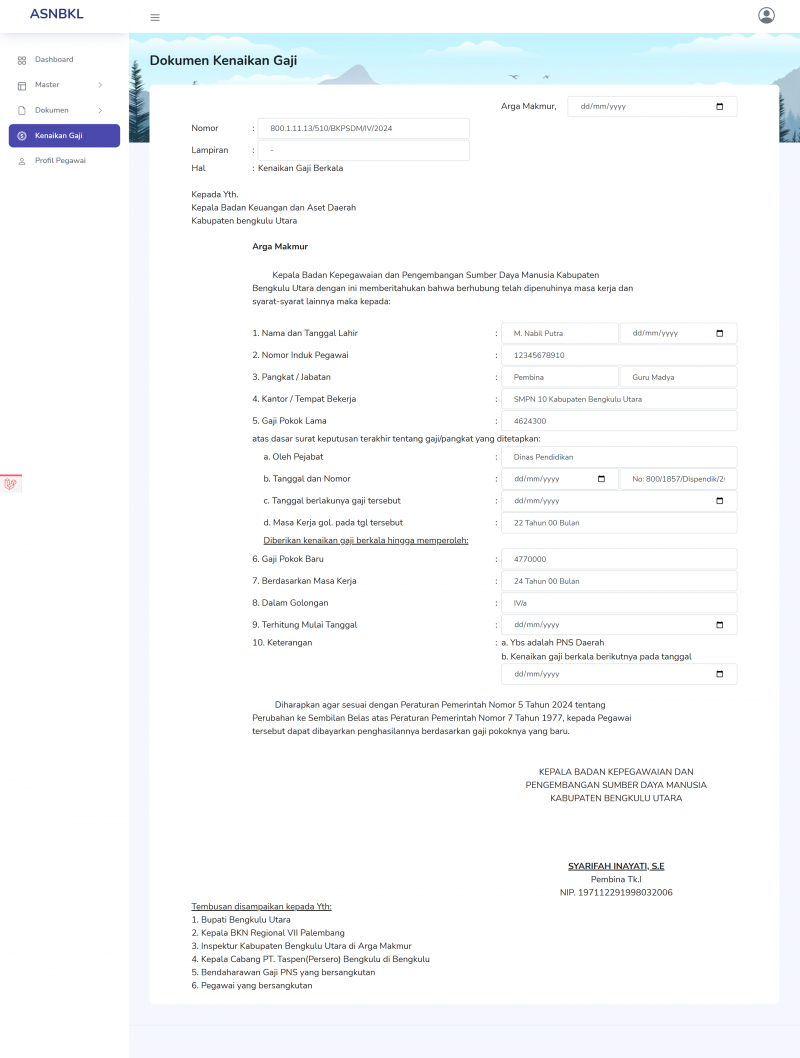 ASNBKL
Dashboard
Master
Dokumen
Kenaikan Gaji
Profil Pegawai
Dokumen Kenaikan Gaji
Arga Makmur, dd/mm/yyyy
Nomor : 800.1.11.13/510/BKPSDM/IV/2024
Lampiran : -
Hal : Kenaikan Gaji Berkala
Kepada Yth.
Kepala Badan Keuangan dan Aset Daerah
Kabupaten bengkulu Utara
Arga Makmur
Kepala Badan Kepegawaian dan Pengembangan Sumber Daya Manusia Kabupaten
Bengkulu Utara dengan ini memberitahukan bahwa berhubung telah dipenuhinya masa kerja dan
syarat-syarat lainnya maka kepada:
1. Nama dan Tanggal Lahir : M. Nabil Putra dd/mm/yyyy
2. Nomor Induk Pegawai : 12345678910
3. Pangkat / Jabatan : Pembina Guru Madya
4. Kantor / Tempat Bekerja : SMPN 10 Kabupaten Bengkulu Utara
5. Gaji Pokok Lama : 4624300
atas dasar surat keputusan terakhir tentang gaji/pangkat yang ditetapkan:
a. Oleh Pejabat : Dinas Pendidikan
b. Tanggal dan Nomor : dd/mm/yyyy No: 800/1857/Dispendik/2
c. Tanggal berlakunya gaji tersebut : dd/mm/yyyy
d. Masa Kerja gol. pada tgl tersebut : 22 Tahun 00 Bulan
Diberikan kenaikan gaji berkala hingga memperoleh:
6. Gaji Pokok Baru : 4770000
7. Berdasarkan Masa Kerja : 24 Tahun 00 Bulan
8. Dalam Golongan : IV/a
9. Terhitung Mulai Tanggal : dd/mm/yyyy
10. Keterangan : a. Ybs adalah PNS Daerah
b. Kenaikan gaji berkala berikutnya pada tanggal
dd/mm/yyyy
Diharapkan agar sesuai dengan Peraturan Pemerintah Nomor 5 Tahun 2024 tentang
Perubahan ke Sembilan Belas atas Peraturan Pemerintah Nomor 7 Tahun 1977, kepada Pegawai
tersebut dapat dibayarkan penghasilannya berdasarkan gaji pokoknya yang baru.
KEPALA BADAN KEPEGAWAIAN DAN
PENGEMBANGAN SUMBER DAYA MANUSIA
KABUPATEN BENGKULU UTARA
SYARIFAH INAYATI, S.E
Pembina Tk.I
NIP. 197112291998032006
Tembusan disampaikan kepada Yth:
1. Bupati Bengkulu Utara
2. Kepala BKN Regional VII Palembang
3. Inspektur Kabupaten Bengkulu Utara di Arga Makmur
4. Kepala Cabang PT. Taspen(Persero) Bengkulu di Bengkulu
5. Bendaharawan Gaji PNS yang bersangkutan
6. Pegawai yang bersangkutan